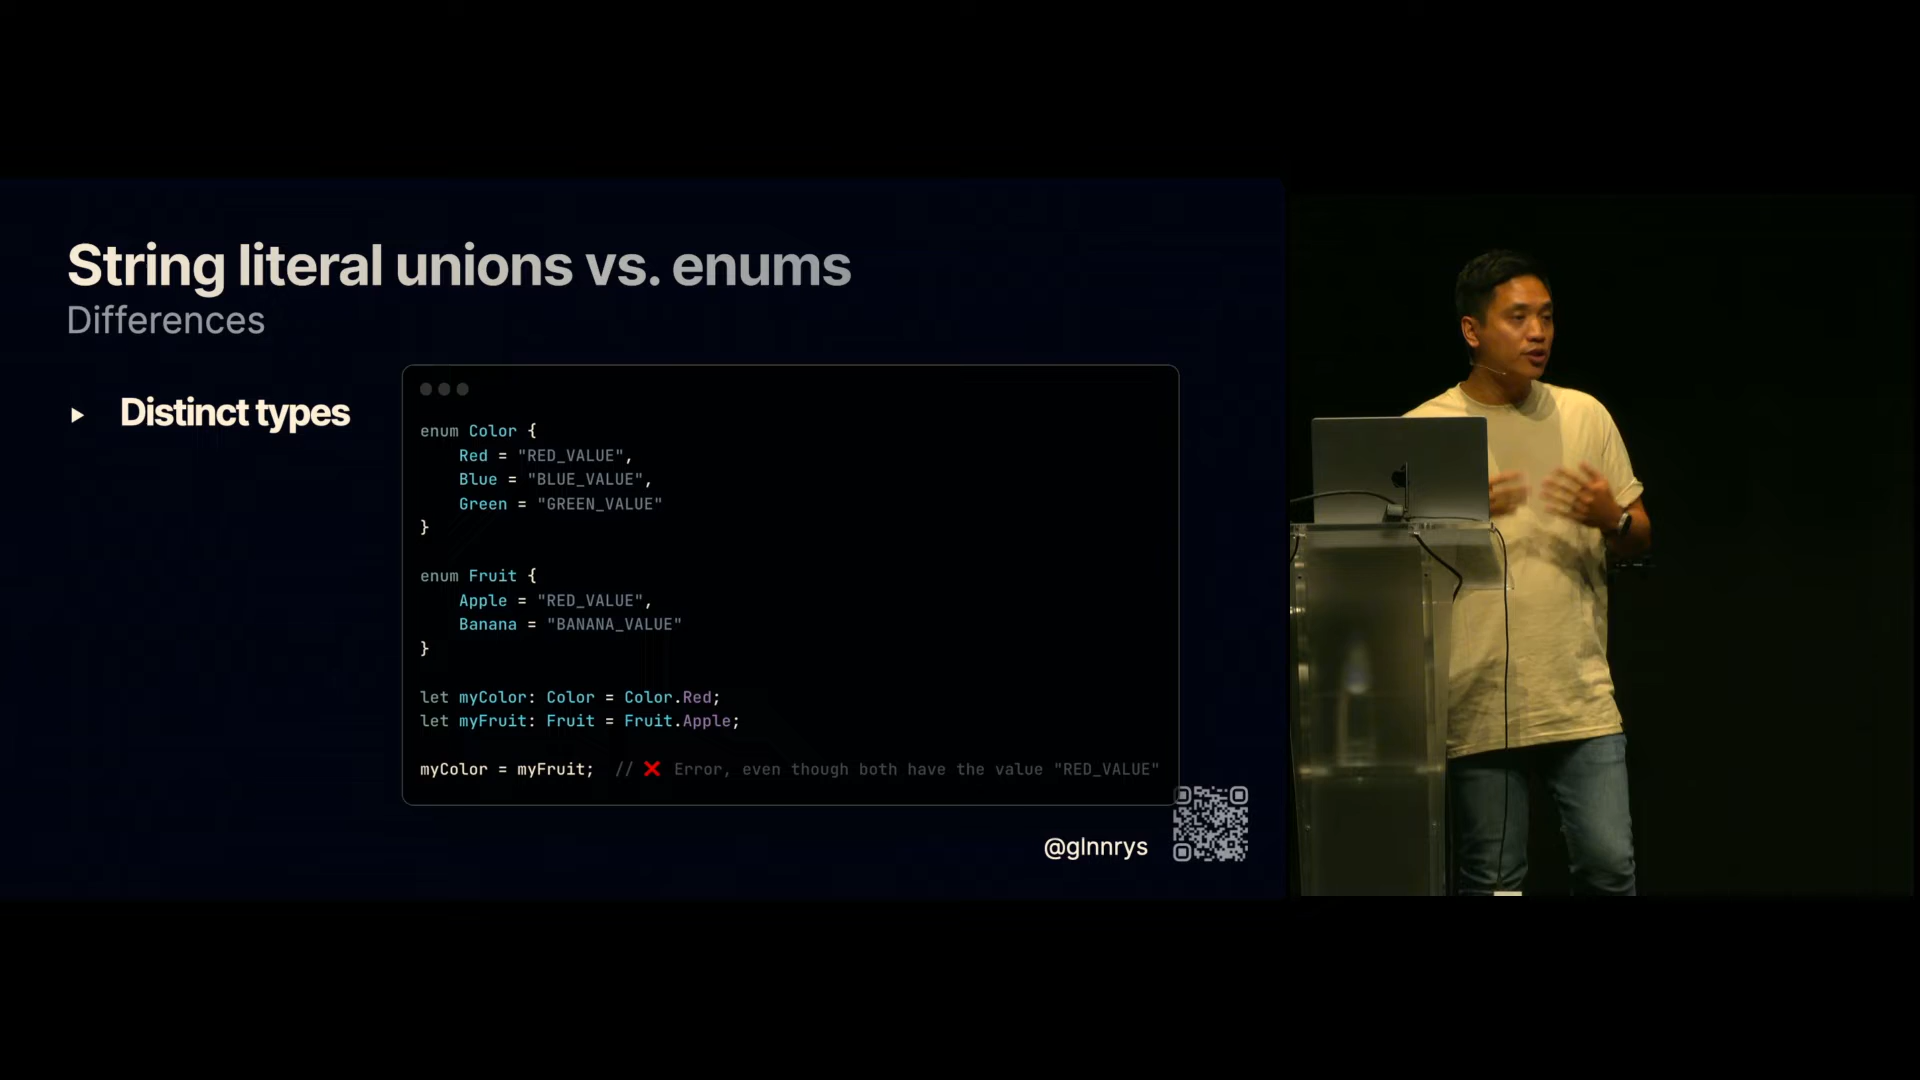 String literal unions vs. enums
Differences
Distinct types
enum Color {
    Red = "RED_VALUE",
    Blue = "BLUE_VALUE",
    Green = "GREEN_VALUE"
}
enum Fruit {
    Apple = "RED_VALUE",
    Banana = "BANANA_VALUE"
}
let myColor: Color = Color.Red;
let myFruit: Fruit = Fruit.Apple;
myColor = myFruit;  // ❌ Error, even though both have the value "RED_VALUE"
@glnnrys